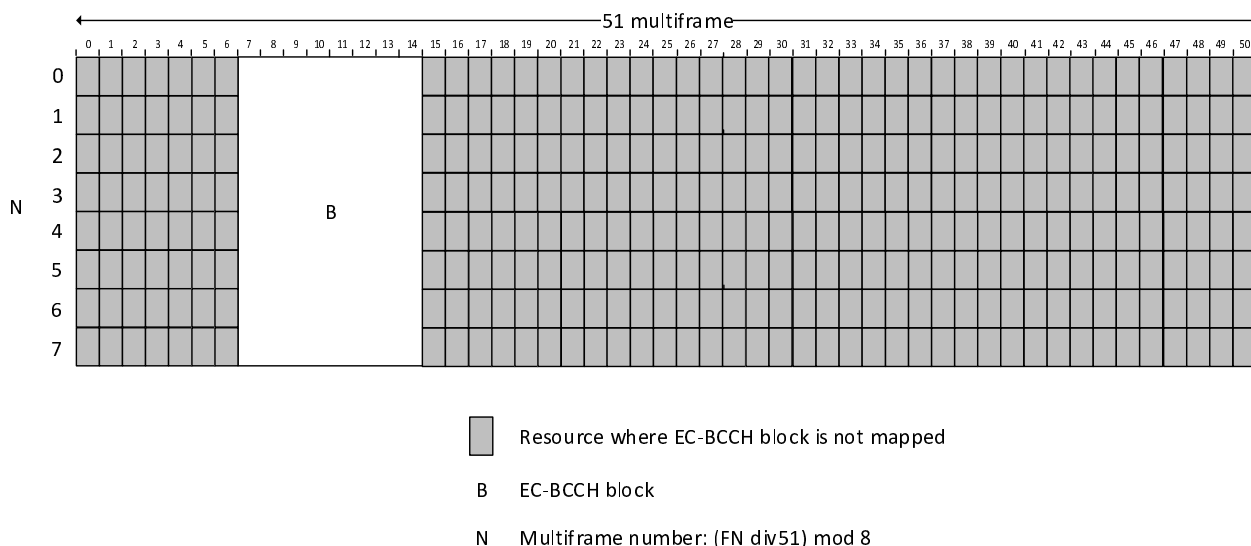 51 multiframe
0 1 2 3 4 5 6 7 8 9 10 11 12 13 14 15 16 17 18 19 20 21 22 23 24 25 26 27 28 29 30 31 32 33 34 35 36 37 38 39 40 41 42 43 44 45 46 47 48 49 50
0
1
2
3
N
B
4
5
6
7
Resource where EC-BCCH block is not mapped
B EC-BCCH block
N Multiframe number: (FN div51) mod 8